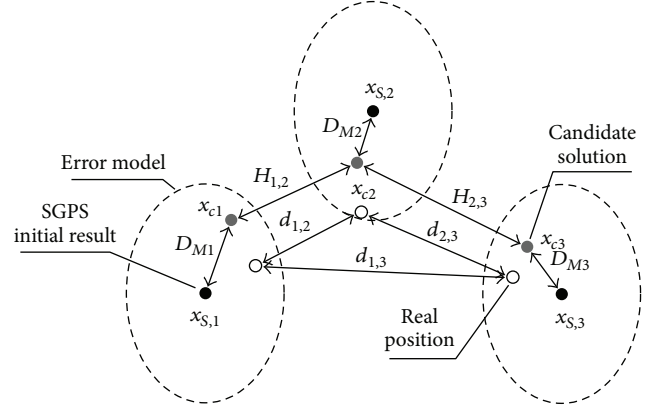 x_{S,2}
D_{M2}
Candidate
solution
Error model
H_{1,2}
H_{2,3}
x_{c2}
SGPS
initial result
x_{c1}
d_{1,2}
d_{2,3}
x_{c3}
D_{M1}
d_{1,3}
D_{M3}
x_{S,1}
Real
position
x_{S,3}